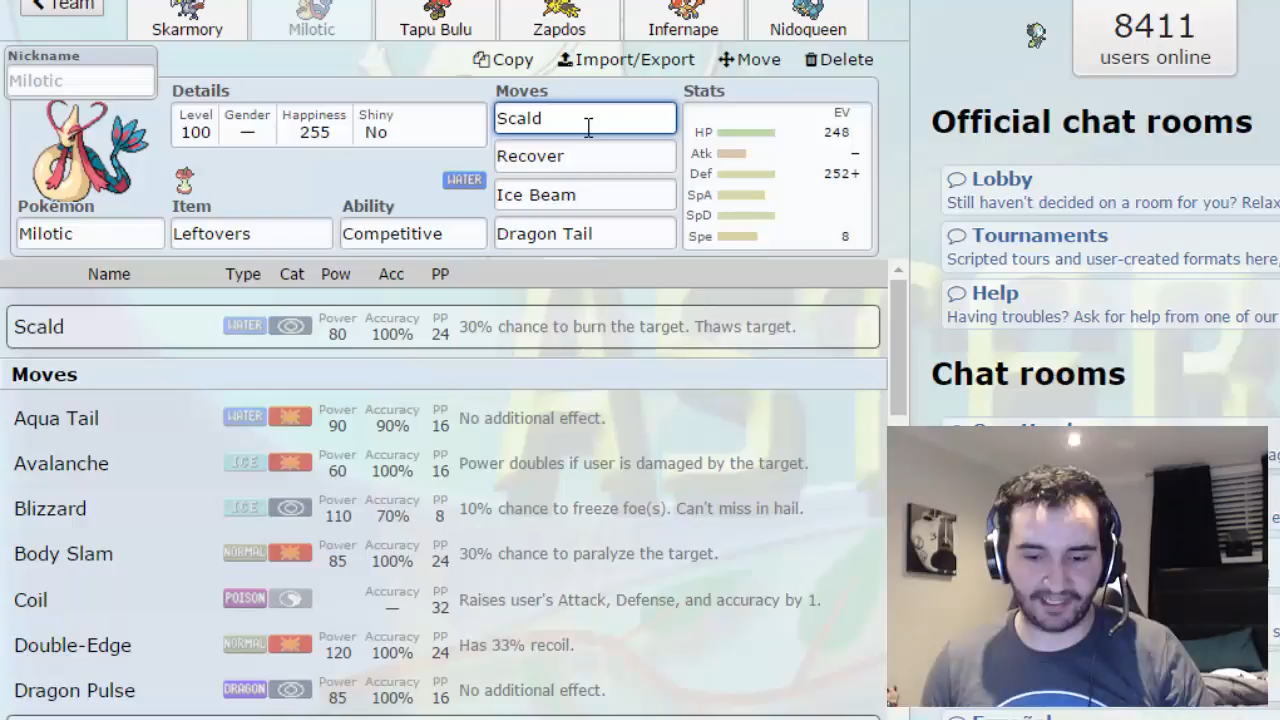 Team
Skarmory
Milotic
Tapu Bulu
Zapdos
Infernape
Nidoqueen
8411
users online
Nickname
Milotic
Copy
Import/Export
Move
Delete
Details
Moves
Stats
Level
100
Gender
—
Happiness
255
Shiny
No
WATER
Pokémon
Milotic
Item
Leftovers
Ability
Competitive
Scald
Recover
Ice Beam
Dragon Tail
EV
HP 248
Atk –
Def 252+
SpA
SpD
Spe 8
Name Type Cat Pow Acc PP
Scald WATER Power 80 Accuracy 100% PP 24 30% chance to burn the target. Thaws target.
Moves
Aqua Tail WATER Power 90 Accuracy 90% PP 16 No additional effect.
Avalanche ICE Power 60 Accuracy 100% PP 16 Power doubles if user is damaged by the target.
Blizzard ICE Power 110 Accuracy 70% PP 8 10% chance to freeze foe(s). Can't miss in hail.
Body Slam NORMAL Power 85 Accuracy 100% PP 24 30% chance to paralyze the target.
Coil POISON Accuracy — PP 32 Raises user's Attack, Defense, and accuracy by 1.
Double-Edge NORMAL Power 120 Accuracy 100% PP 24 Has 33% recoil.
Dragon Pulse DRAGON Power 85 Accuracy 100% PP 16 No additional effect.
Official chat rooms
Lobby
Still haven't decided on a room for you? Relax
Tournaments
Scripted tours and user-created formats here,
Help
Having troubles? Ask for help from one of our
Chat rooms
Español